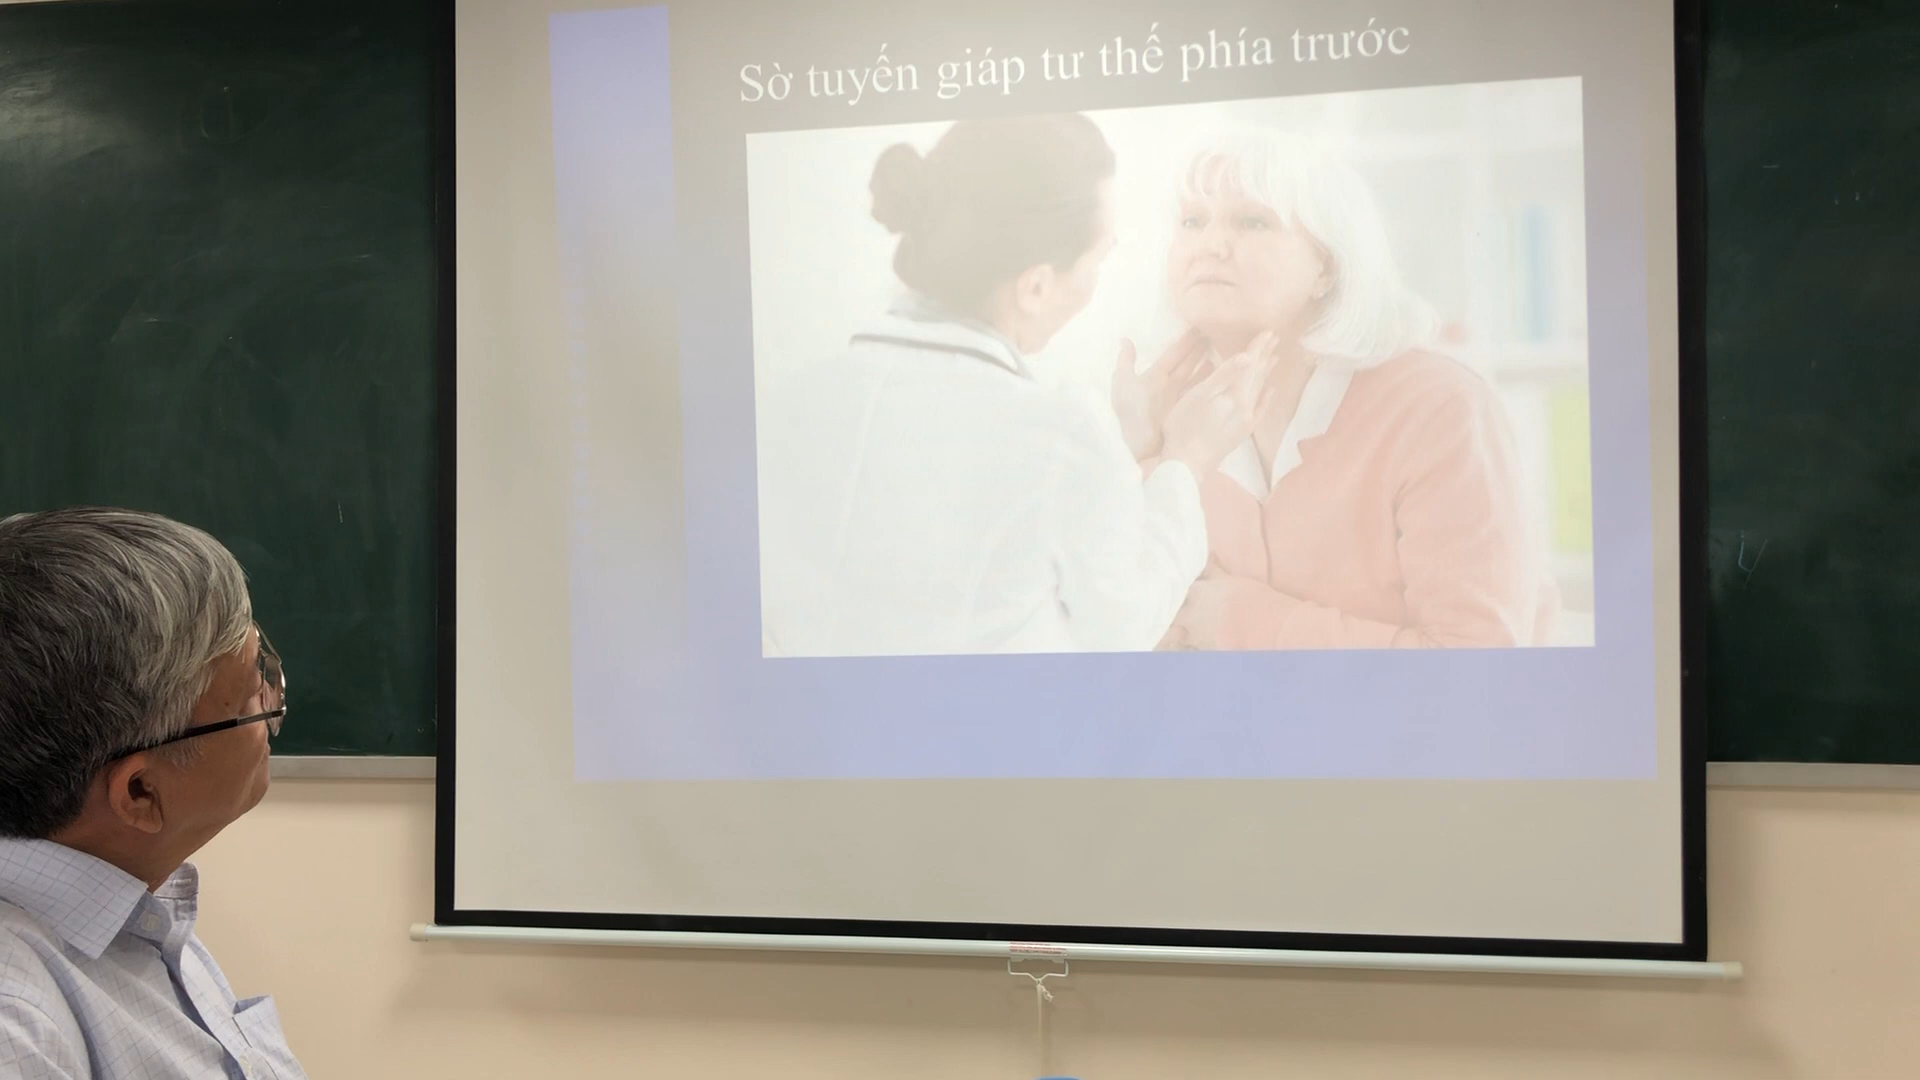 Sờ tuyến giáp tư thế phía trước